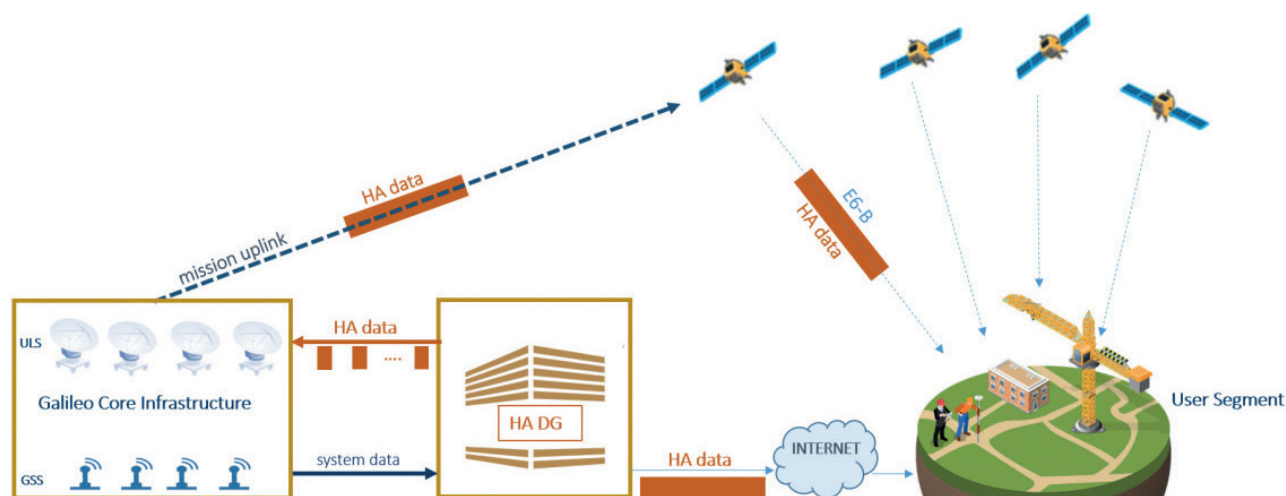 HA data
mission uplink
E6-B
HA data
ULS
HA data
....
Galileo Core Infrastructure
HA DG
User Segment
GSS
system data
HA data
INTERNET